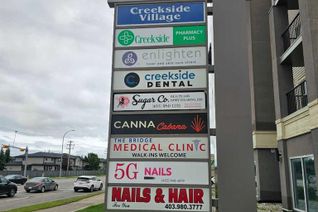 Creekside
Village
Creekside
PHARMACY
PLUS
enlighten
CREEKSIDE
DENTAL
Sugar Co.
CANNA Cabana
THE BRIDGE
MEDICAL CLINIC
WALK-INS WELCOME
5G NAILS
NAILS & HAIR
403.980.3777